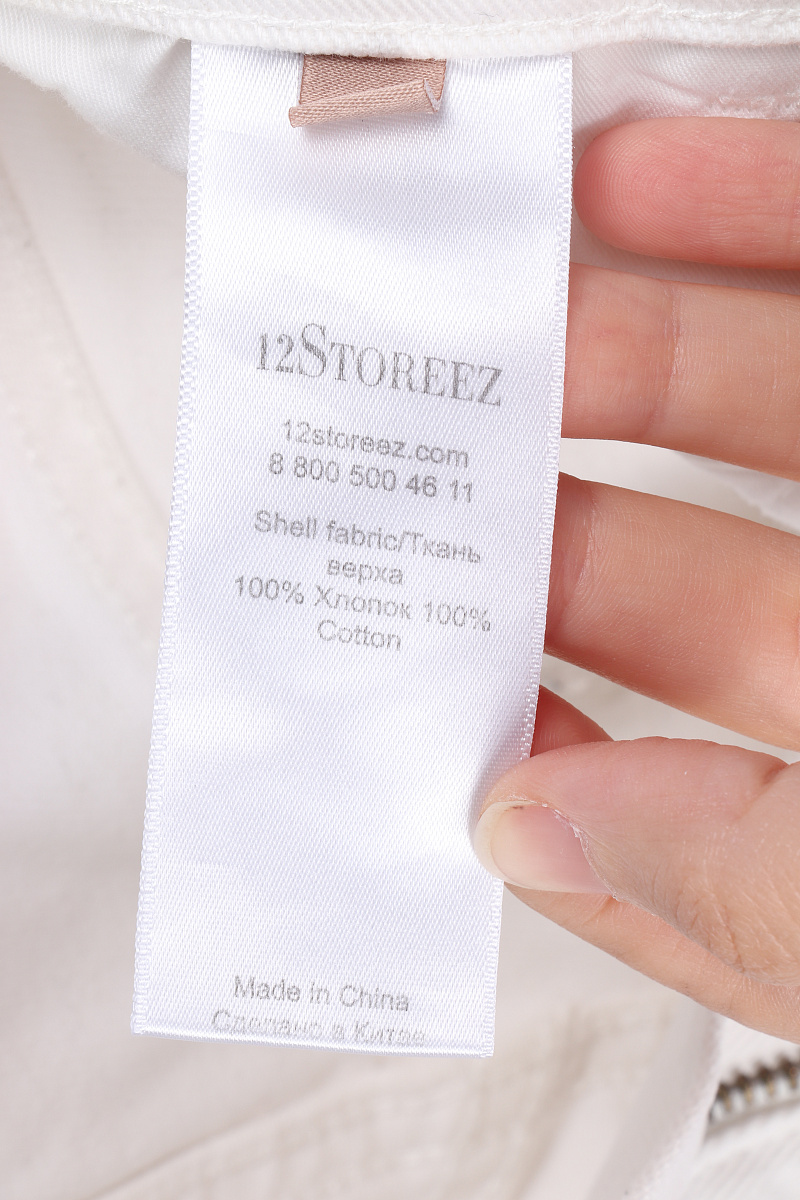 12STOREEZ
12storeez.com
8 800 500 46 11
Shell fabric/Ткань
верха
100% Хлопок 100%
Cotton
Made in China
Сделано в Китае